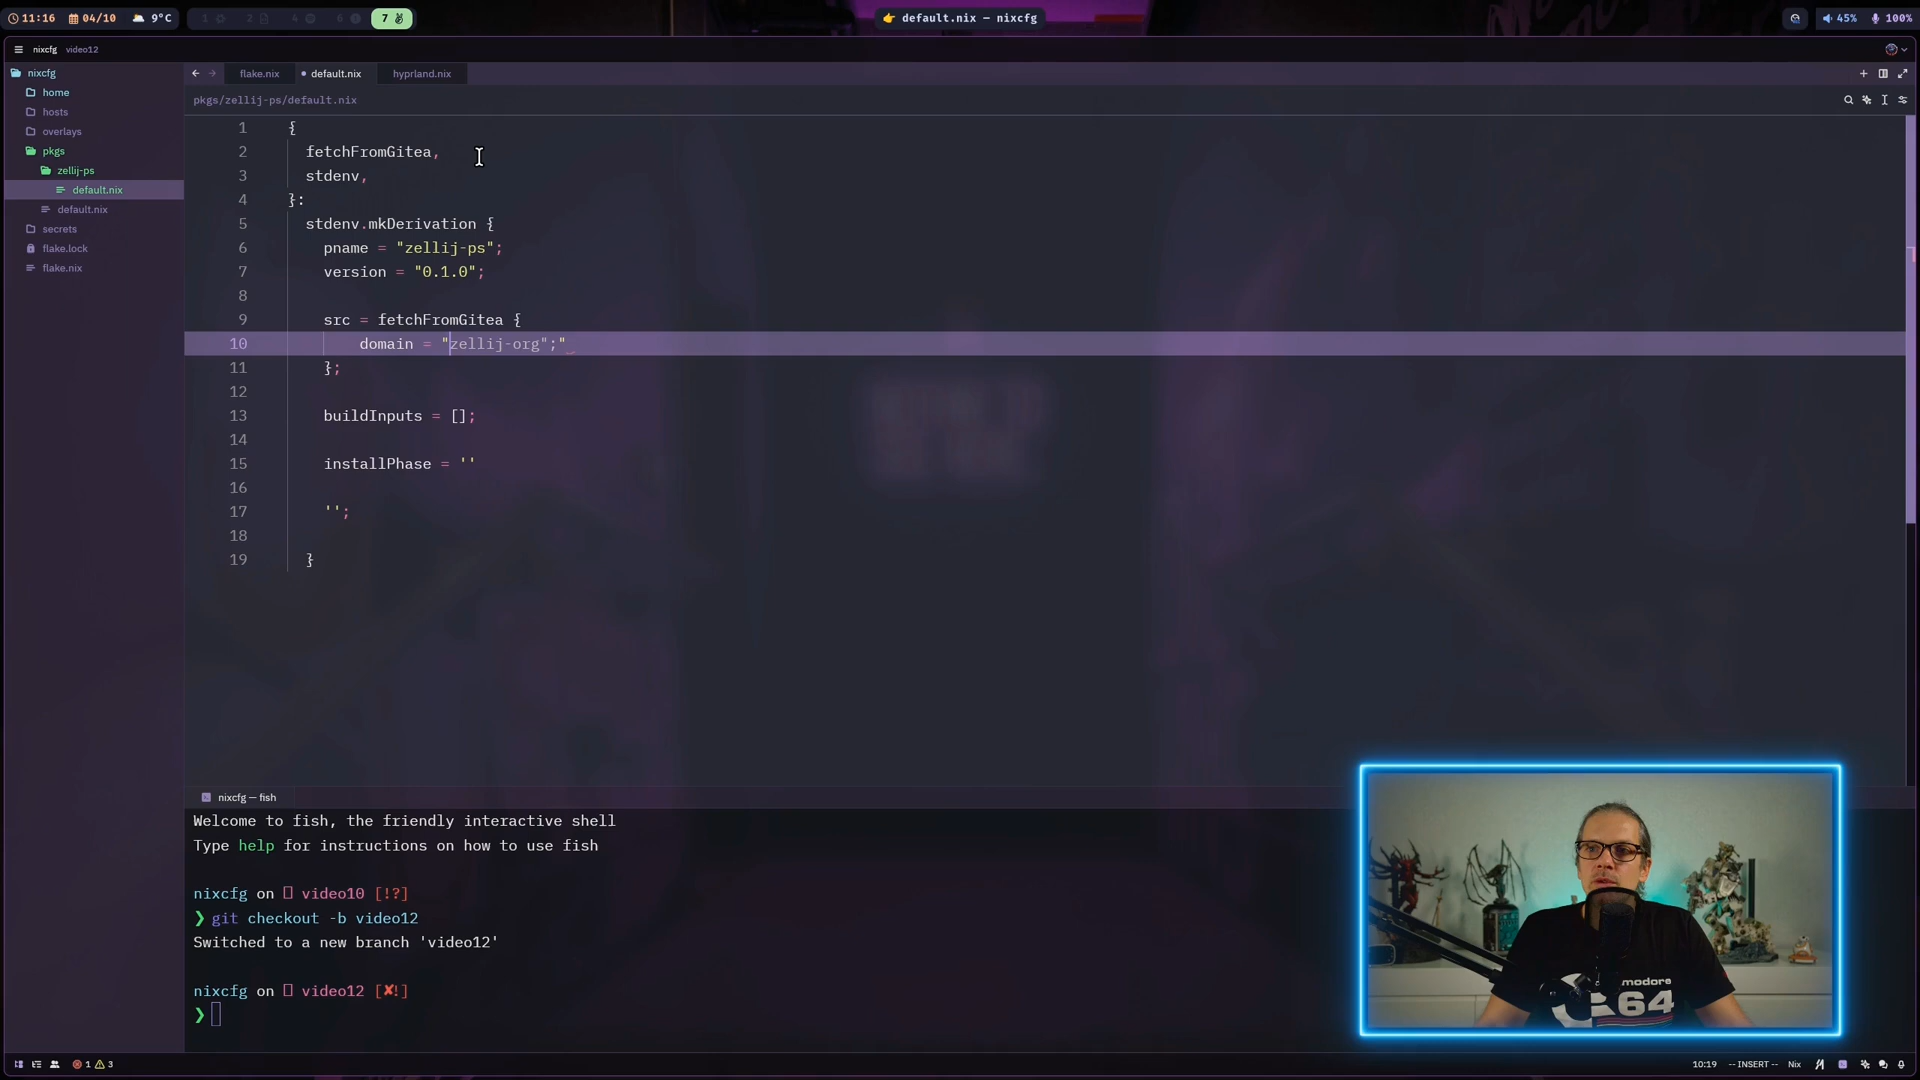 11:16 04/10 9°C 1 2 4 6 7 👉 default.nix — nixcfg 45% 100%
nixcfg video12
nixcfg
home
hosts
overlays
pkgs
zellij-ps
default.nix
default.nix
secrets
flake.lock
flake.nix
flake.nix default.nix hyprland.nix
pkgs/zellij-ps/default.nix
1 {
2 fetchFromGitea,
3 stdenv,
4 }:
5 stdenv.mkDerivation {
6 pname = "zellij-ps";
7 version = "0.1.0";
8
9 src = fetchFromGitea {
10 domain = "zellij-org";"
11 };
12
13 buildInputs = [];
14
15 installPhase = ''
16
17 '';
18
19 }
nixcfg — fish
Welcome to fish, the friendly interactive shell
Type help for instructions on how to use fish
nixcfg on video10 [!?]
❯ git checkout -b video12
Switched to a new branch 'video12'
nixcfg on video12 [✘!]
❯
mmodore
64
1 3 10:19 -- INSERT -- Nix